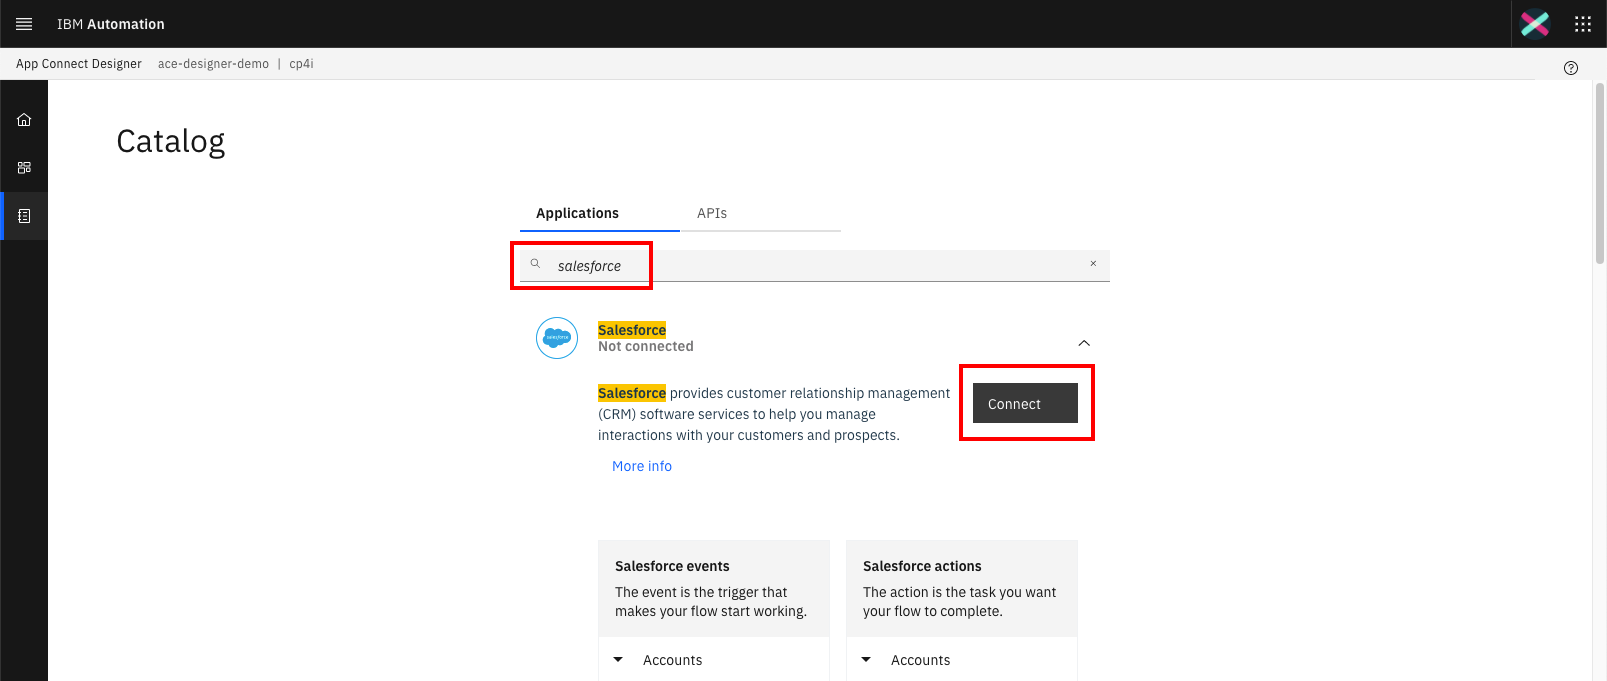 IBM Automation
App Connect Designer ace-designer-demo | cp4i
Catalog
Applications APIs
salesforce
salesforce
Salesforce
Not connected
Salesforce provides customer relationship management
(CRM) software services to help you manage
interactions with your customers and prospects.
Connect
More info
Salesforce events
The event is the trigger that
makes your flow start working.
Accounts
Salesforce actions
The action is the task you want
your flow to complete.
Accounts